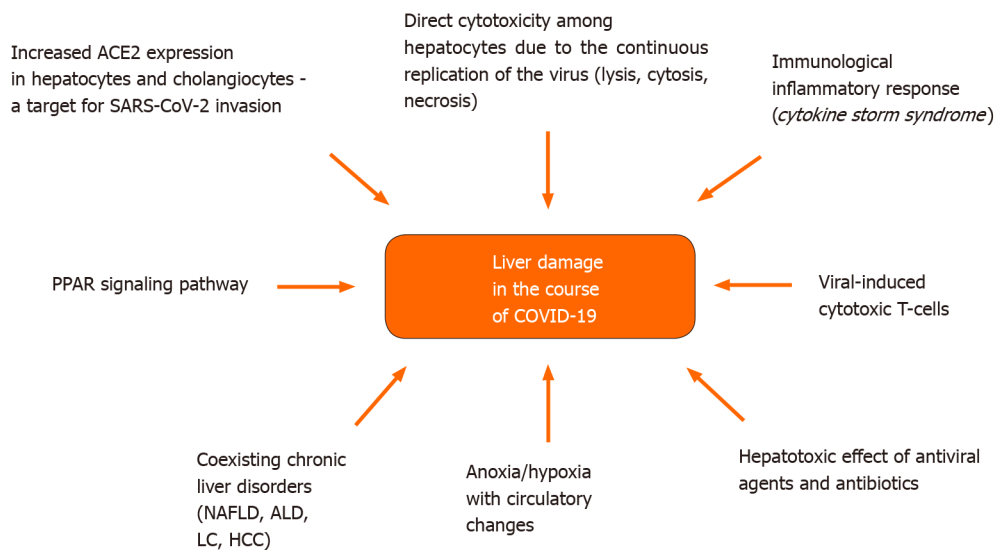 Increased ACE2 expression
in hepatocytes and cholangiocytes -
a target for SARS-CoV-2 invasion
Direct cytotoxicity among
hepatocytes due to the continuous
replication of the virus (lysis, cytosis,
necrosis)
Immunological
inflammatory response
(cytokine storm syndrome)
PPAR signaling pathway
Liver damage
in the course
of COVID-19
Viral-induced
cytotoxic T-cells
Coexisting chronic
liver disorders
(NAFLD, ALD,
LC, HCC)
Anoxia/hypoxia
with circulatory
changes
Hepatotoxic effect of antiviral
agents and antibiotics